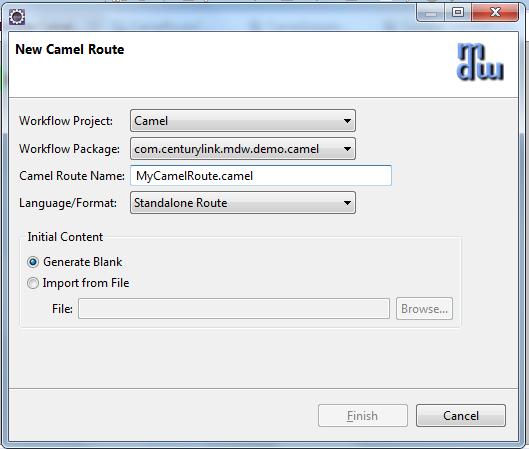 New Camel Route
mdw
Workflow Project: Camel
Workflow Package: com.centurylink.mdw.demo.camel
Camel Route Name: MyCamelRoute.camel
Language/Format: Standalone Route
Initial Content
Generate Blank
Import from File
File: Browse...
Finish Cancel